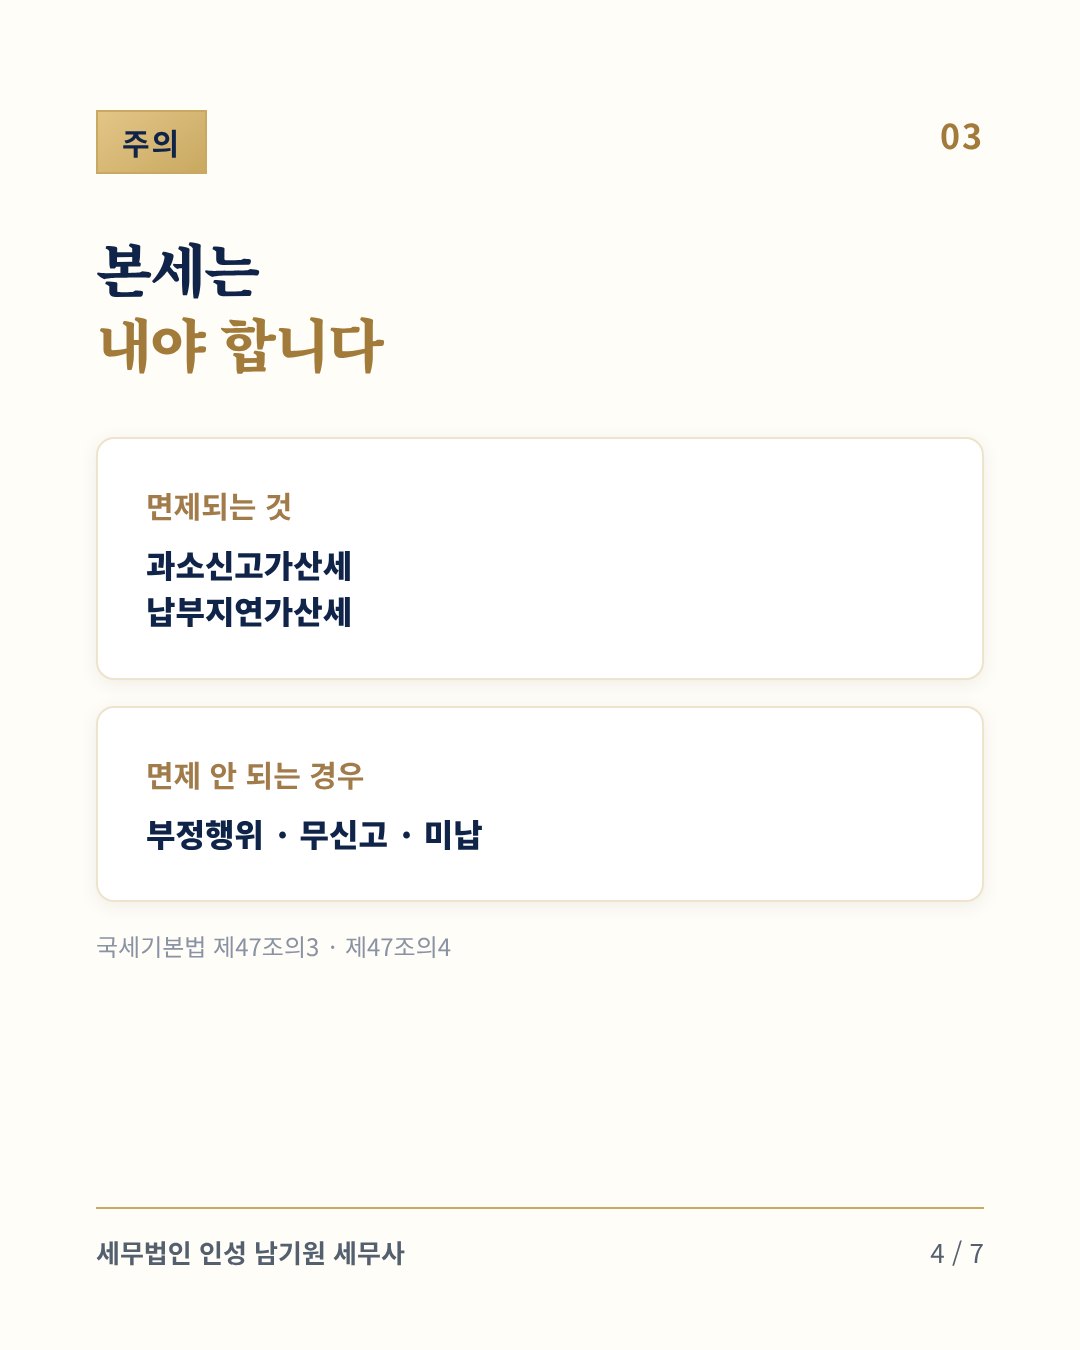 주의
03
본세는
내야 합니다
면제되는 것
과소신고가산세
납부지연가산세
면제 안 되는 경우
부정행위 · 무신고 · 미납
국세기본법 제47조의3 · 제47조의4
세무법인 인성 남기원 세무사
4 / 7